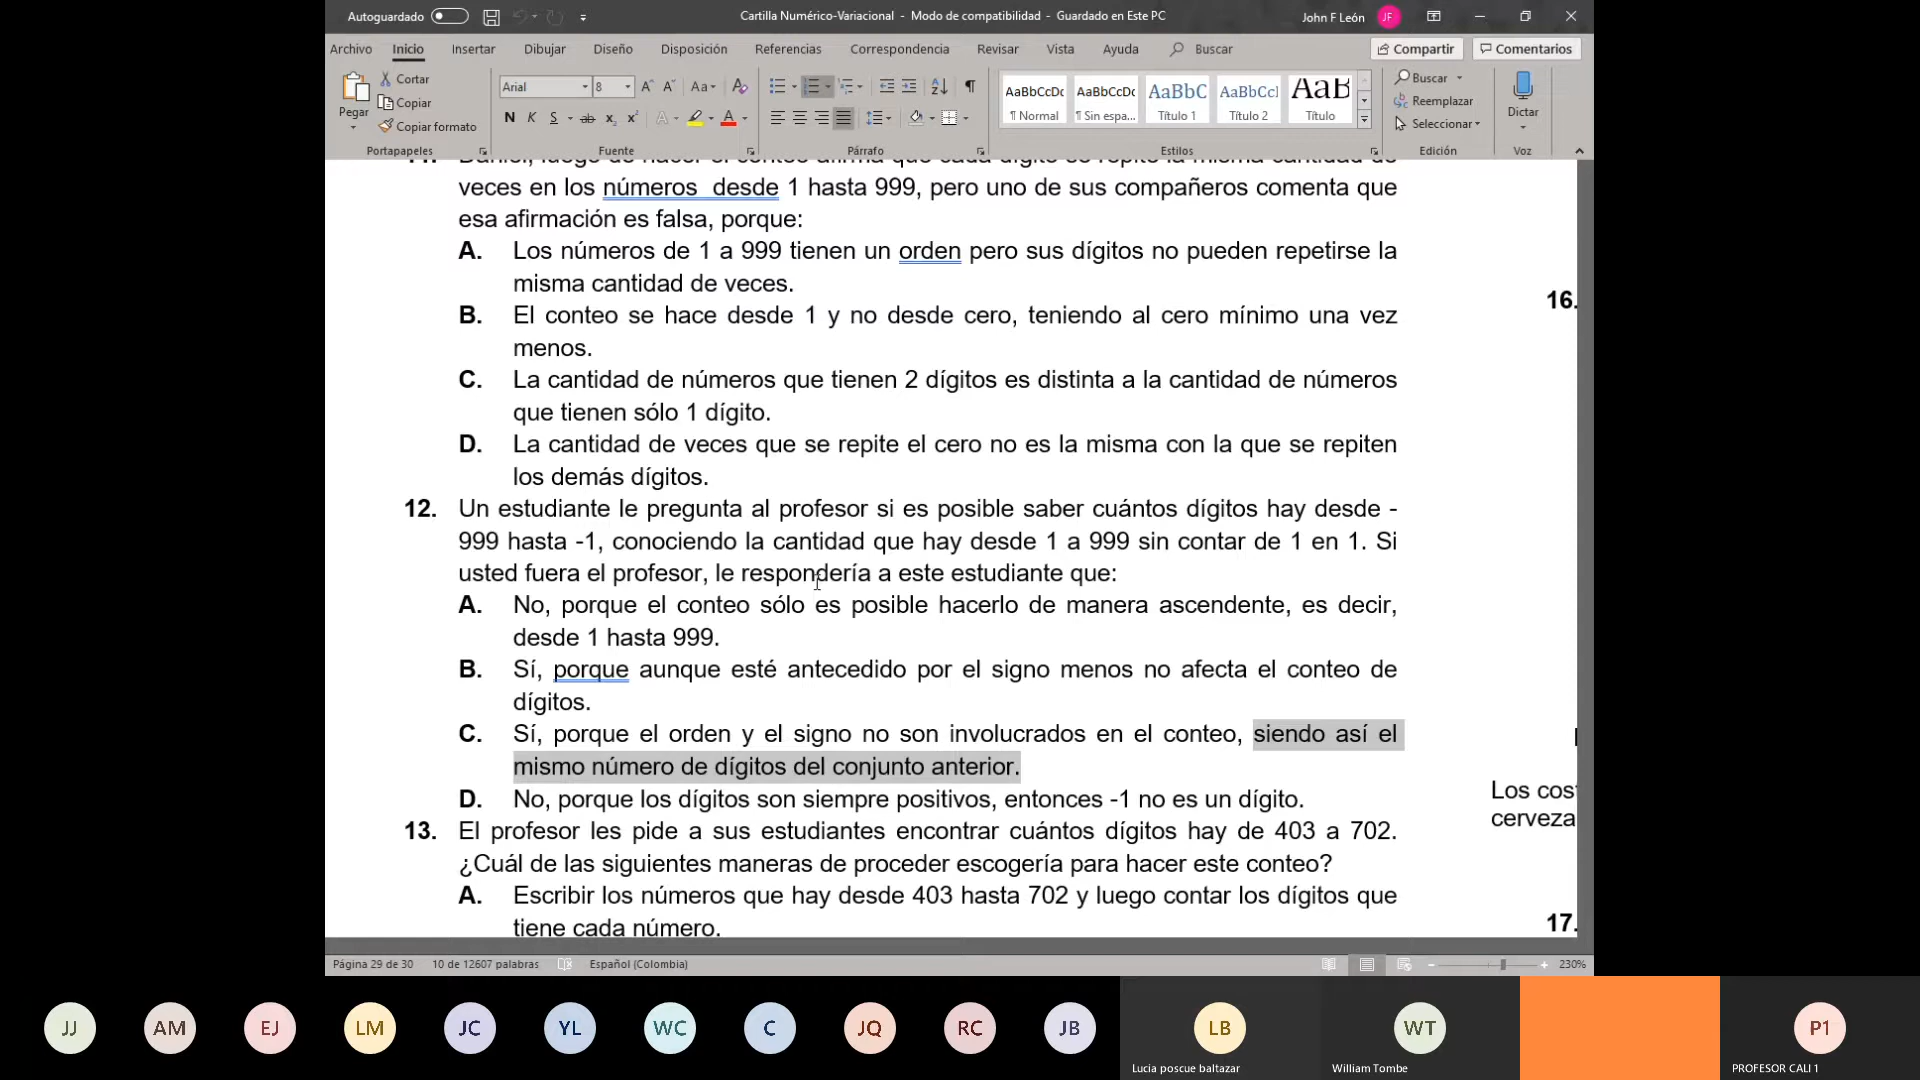 Autoguardado
Cartilla Numérico-Variacional - Modo de compatibilidad - Guardado en Este PC
John F León
JF
Archivo Inicio Insertar Dibujar Diseño Disposición Referencias Correspondencia Revisar Vista Ayuda Buscar
Compartir
Comentarios
Pegar
Cortar
Copiar
Copiar formato
Portapapeles
Arial
8
Fuente
Párrafo
AaBbCcDc
¶ Normal
AaBbCcDc
¶ Sin espa...
AaBbC
Título 1
AaBbCcl
Título 2
AaB
Título
Estilos
Buscar
Reemplazar
Seleccionar
Edición
Dictar
Voz
veces en los números desde 1 hasta 999, pero uno de sus compañeros comenta que
esa afirmación es falsa, porque:
A. Los números de 1 a 999 tienen un orden pero sus dígitos no pueden repetirse la
misma cantidad de veces.
B. El conteo se hace desde 1 y no desde cero, teniendo al cero mínimo una vez
menos.
C. La cantidad de números que tienen 2 dígitos es distinta a la cantidad de números
que tienen sólo 1 dígito.
D. La cantidad de veces que se repite el cero no es la misma con la que se repiten
los demás dígitos.
12. Un estudiante le pregunta al profesor si es posible saber cuántos dígitos hay desde -
999 hasta -1, conociendo la cantidad que hay desde 1 a 999 sin contar de 1 en 1. Si
usted fuera el profesor, le respondería a este estudiante que:
A. No, porque el conteo sólo es posible hacerlo de manera ascendente, es decir,
desde 1 hasta 999.
B. Sí, porque aunque esté antecedido por el signo menos no afecta el conteo de
dígitos.
C. Sí, porque el orden y el signo no son involucrados en el conteo, siendo así el
mismo número de dígitos del conjunto anterior.
D. No, porque los dígitos son siempre positivos, entonces -1 no es un dígito.
13. El profesor les pide a sus estudiantes encontrar cuántos dígitos hay de 403 a 702.
¿Cuál de las siguientes maneras de proceder escogería para hacer este conteo?
A. Escribir los números que hay desde 403 hasta 702 y luego contar los dígitos que
tiene cada número.
16.
Los cos
cerveza
17.
Página 29 de 30
10 de 12607 palabras
Español (Colombia)
230%
JJ
AM
EJ
LM
JC
YL
WC
C
JQ
RC
JB
LB
Lucia poscue baltazar
WT
William Tombe
P1
PROFESOR CALI 1